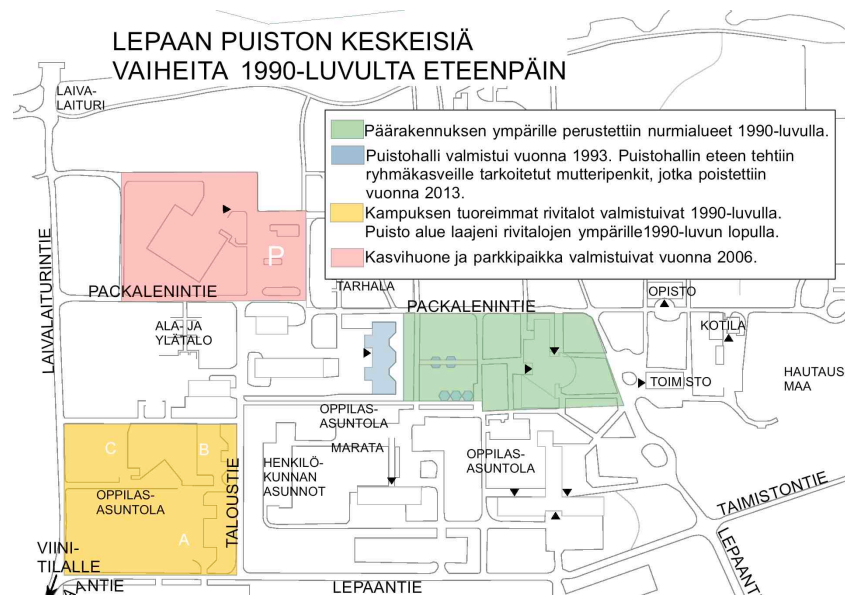 LEPAAN PUISTON KESKEISIÄ
VAIHEITA 1990-LUVULTA ETEENPÄIN
LAIVA-
LAITURI
Päärakennuksen ympärille perustettiin nurmialueet 1990-luvulla.
Puistohalli valmistui vuonna 1993. Puistohallin eteen tehtiin
ryhmäkasveille tarkoitetut mutteripenkit, jotka poistettiin
vuonna 2013.
Kampuksen tuoreimmat rivitalot valmistuivat 1990-luvulla.
Puisto alue laajeni rivitalojen ympärille1990-luvun lopulla.
Kasvihuone ja parkkipaikka valmistuivat vuonna 2006.
P
LAIVALAITURINTIE
PACKALENINTIE
TARHALA
PACKALENINTIE
OPISTO
ALA- JA
YLÄTALO
KOTILA
TOIMISTO
HAUTAUS
MAA
OPPILAS-
ASUNTOLA
MARATA
C
B
HENKILÖ-
KUNNAN
ASUNNOT
OPPILAS-
ASUNTOLA
OPPILAS-
ASUNTOLA
TALOUSTIE
A
TAIMISTONTIE
VIINI-
TILALLE
ANTIE
LEPAANTIE
LEPAANT